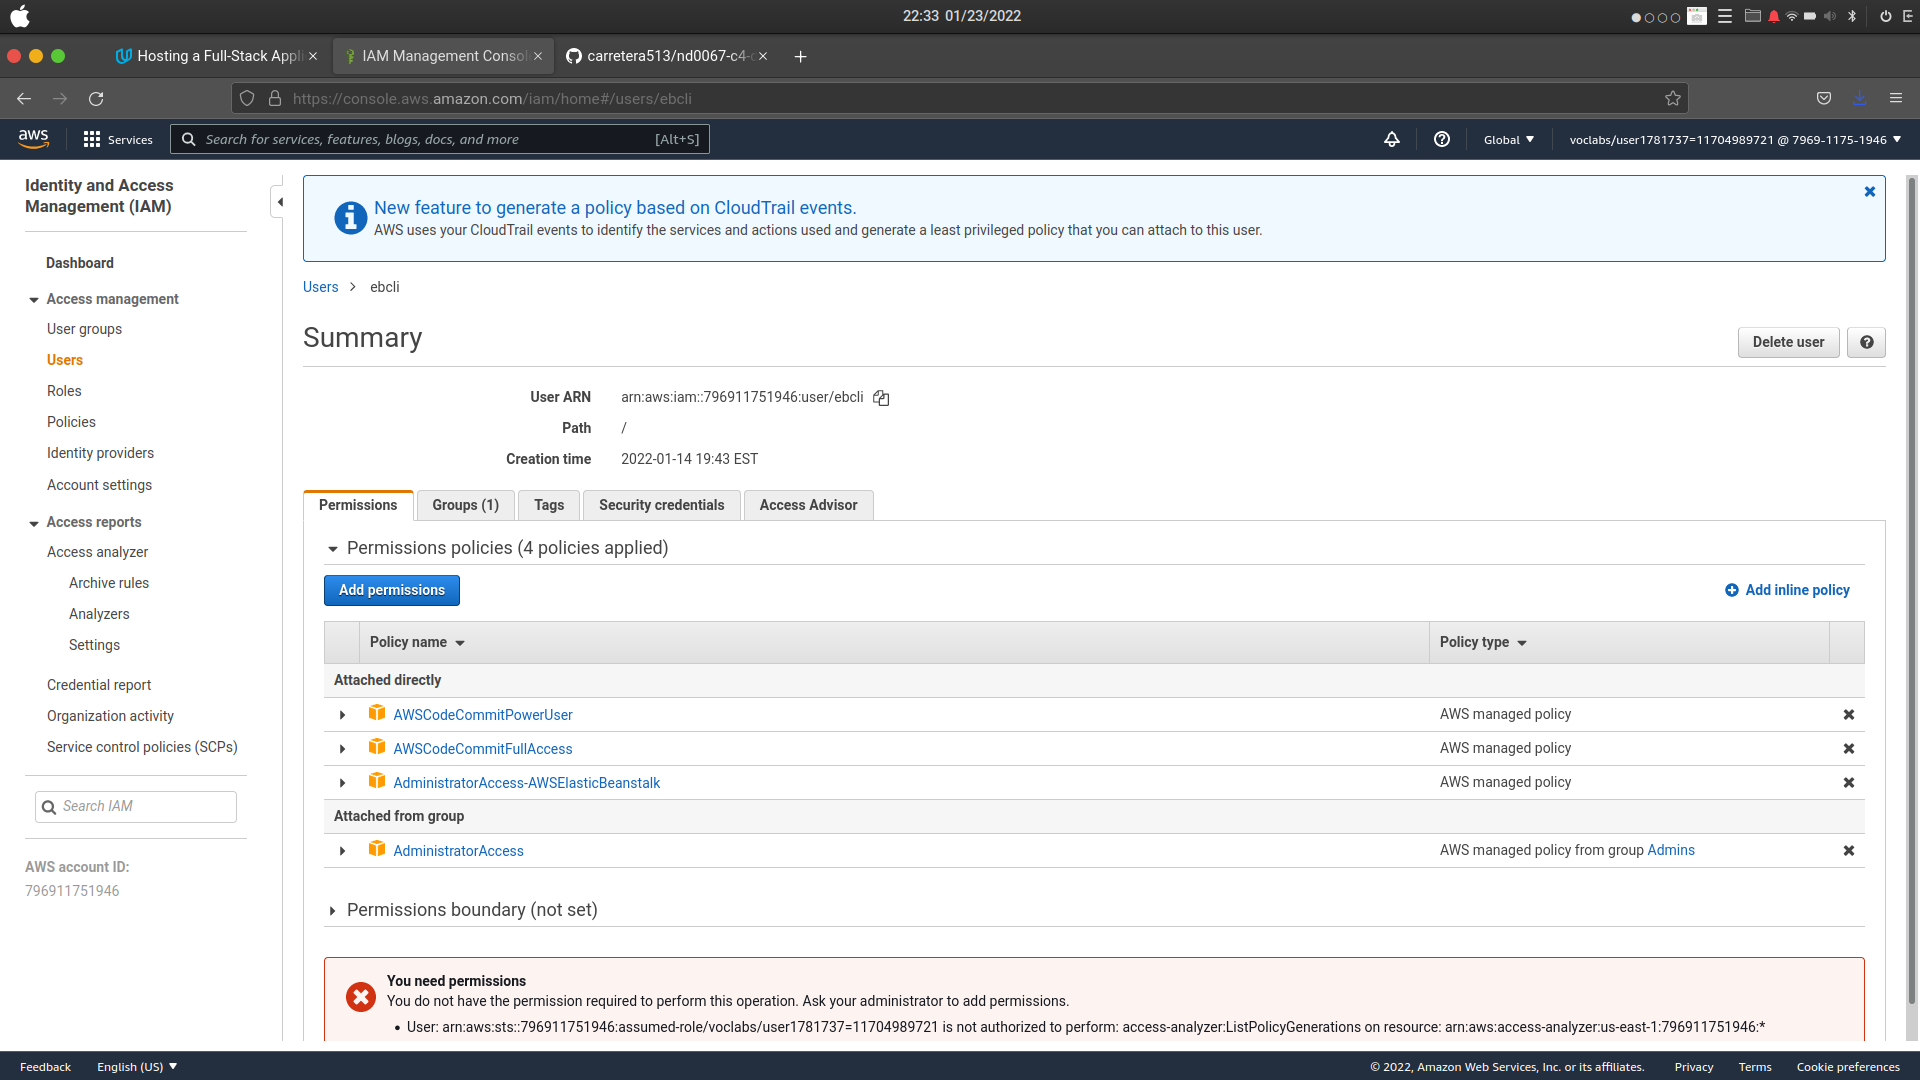 22:33 01/23/2022
Hosting a Full-Stack Appli
IAM Management Consol
carretera513/nd0067-c4-
https://console.aws.amazon.com/iam/home#/users/ebcli
aws
Services
Search for services, features, blogs, docs, and more
[Alt+S]
Global
voclabs/user1781737=11704989721 @ 7969-1175-1946
Identity and Access
Management (IAM)
Dashboard
Access management
User groups
Users
Roles
Policies
Identity providers
Account settings
Access reports
Access analyzer
Archive rules
Analyzers
Settings
Credential report
Organization activity
Service control policies (SCPs)
Search IAM
AWS account ID:
796911751946
New feature to generate a policy based on CloudTrail events.
AWS uses your CloudTrail events to identify the services and actions used and generate a least privileged policy that you can attach to this user.
Users > ebcli
Summary
Delete user
User ARN arn:aws:iam::796911751946:user/ebcli
Path /
Creation time 2022-01-14 19:43 EST
Permissions
Groups (1)
Tags
Security credentials
Access Advisor
Permissions policies (4 policies applied)
Add permissions
Add inline policy
Policy name
Policy type
Attached directly
AWSCodeCommitPowerUser AWS managed policy
AWSCodeCommitFullAccess AWS managed policy
AdministratorAccess-AWSElasticBeanstalk AWS managed policy
Attached from group
AdministratorAccess AWS managed policy from group Admins
Permissions boundary (not set)
You need permissions
You do not have the permission required to perform this operation. Ask your administrator to add permissions.
• User: arn:aws:sts::796911751946:assumed-role/voclabs/user1781737=11704989721 is not authorized to perform: access-analyzer:ListPolicyGenerations on resource: arn:aws:access-analyzer:us-east-1:796911751946:*
Feedback
English (US)
© 2022, Amazon Web Services, Inc. or its affiliates.
Privacy
Terms
Cookie preferences